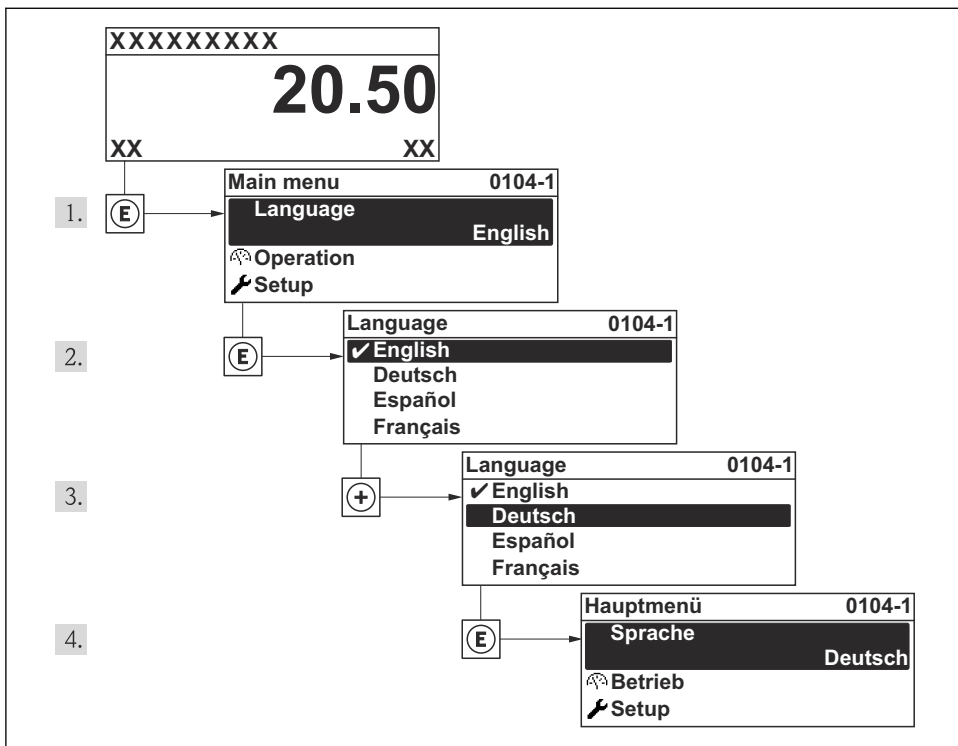 XXXXXXXXX
20.50
XX XX
1. E
Main menu 0104-1
Language
English
Operation
Setup
2. E
Language 0104-1
✔ English
Deutsch
Español
Français
3. +
Language 0104-1
✔ English
Deutsch
Español
Français
4. E
Hauptmenü 0104-1
Sprache
Deutsch
Betrieb
Setup